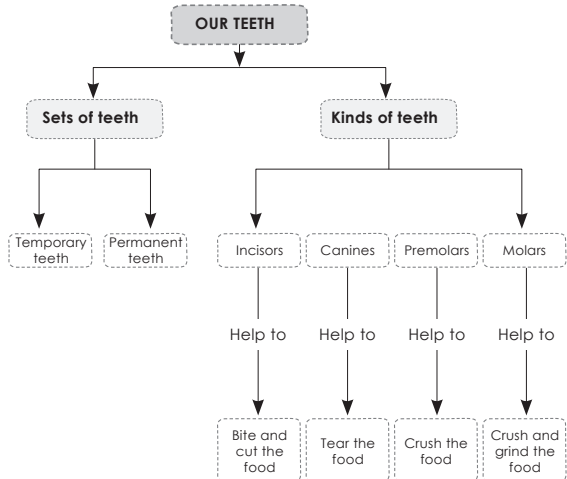 OUR TEETH
Sets of teeth
Kinds of teeth
Temporary
teeth
Permanent
teeth
Incisors
Canines
Premolars
Molars
Help to
Help to
Help to
Help to
Bite and
cut the
food
Tear the
food
Crush the
food
Crush and
grind the
food